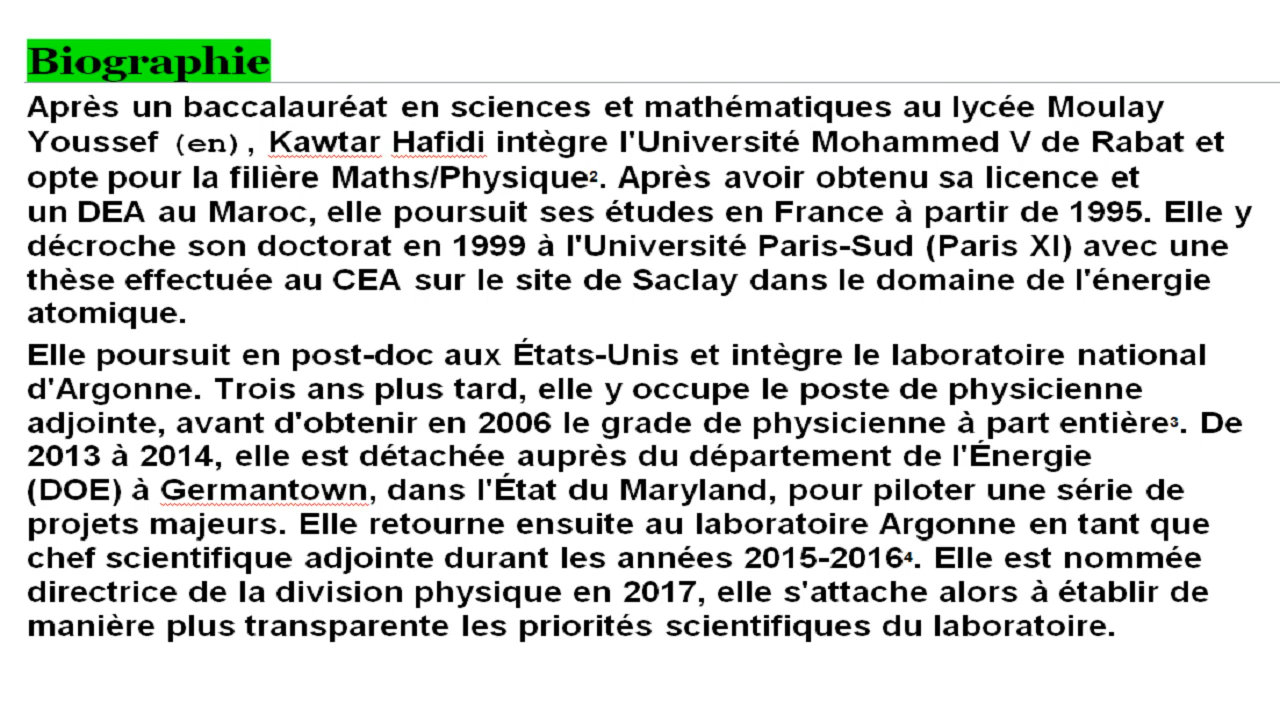 Biographie
Après un baccalauréat en sciences et mathématiques au lycée Moulay
Youssef (en), Kawtar Hafidi intègre l'Université Mohammed V de Rabat et
opte pour la filière Maths/Physique². Après avoir obtenu sa licence et
un DEA au Maroc, elle poursuit ses études en France à partir de 1995. Elle y
décroche son doctorat en 1999 à l'Université Paris-Sud (Paris XI) avec une
thèse effectuée au CEA sur le site de Saclay dans le domaine de l'énergie
atomique.
Elle poursuit en post-doc aux États-Unis et intègre le laboratoire national
d'Argonne. Trois ans plus tard, elle y occupe le poste de physicienne
adjointe, avant d'obtenir en 2006 le grade de physicienne à part entière³. De
2013 à 2014, elle est détachée auprès du département de l'Énergie
(DOE) à Germantown, dans l'État du Maryland, pour piloter une série de
projets majeurs. Elle retourne ensuite au laboratoire Argonne en tant que
chef scientifique adjointe durant les années 2015-2016⁴. Elle est nommée
directrice de la division physique en 2017, elle s'attache alors à établir de
manière plus transparente les priorités scientifiques du laboratoire.